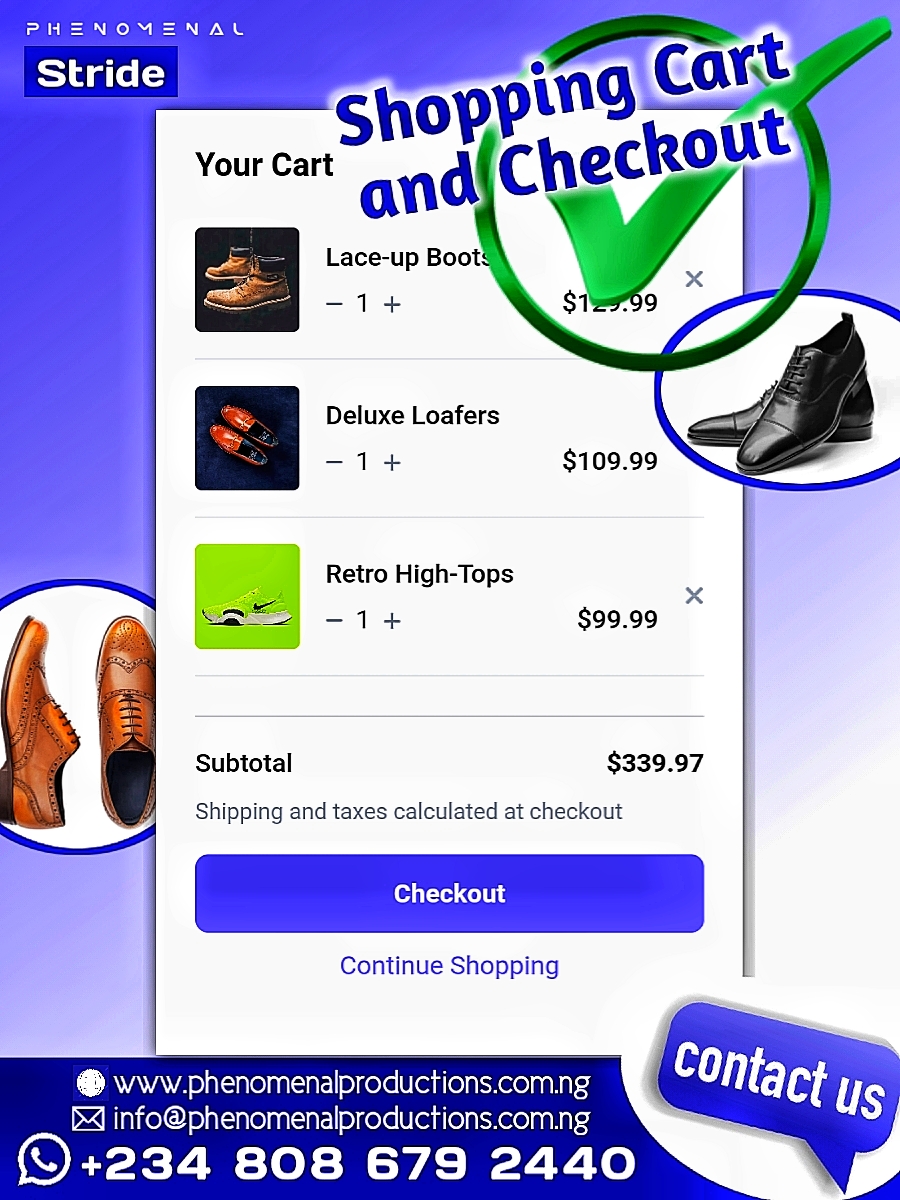 PHENOMENAL
Stride
Shopping Cart
and Checkout
Your Cart
Lace-up Boots
− 1 + $129.99
Deluxe Loafers
− 1 + $109.99
Retro High-Tops
− 1 + $99.99
Subtotal $339.97
Shipping and taxes calculated at checkout
Checkout
Continue Shopping
contact us
www.phenomenalproductions.com.ng
info@phenomenalproductions.com.ng
+234 808 679 2440